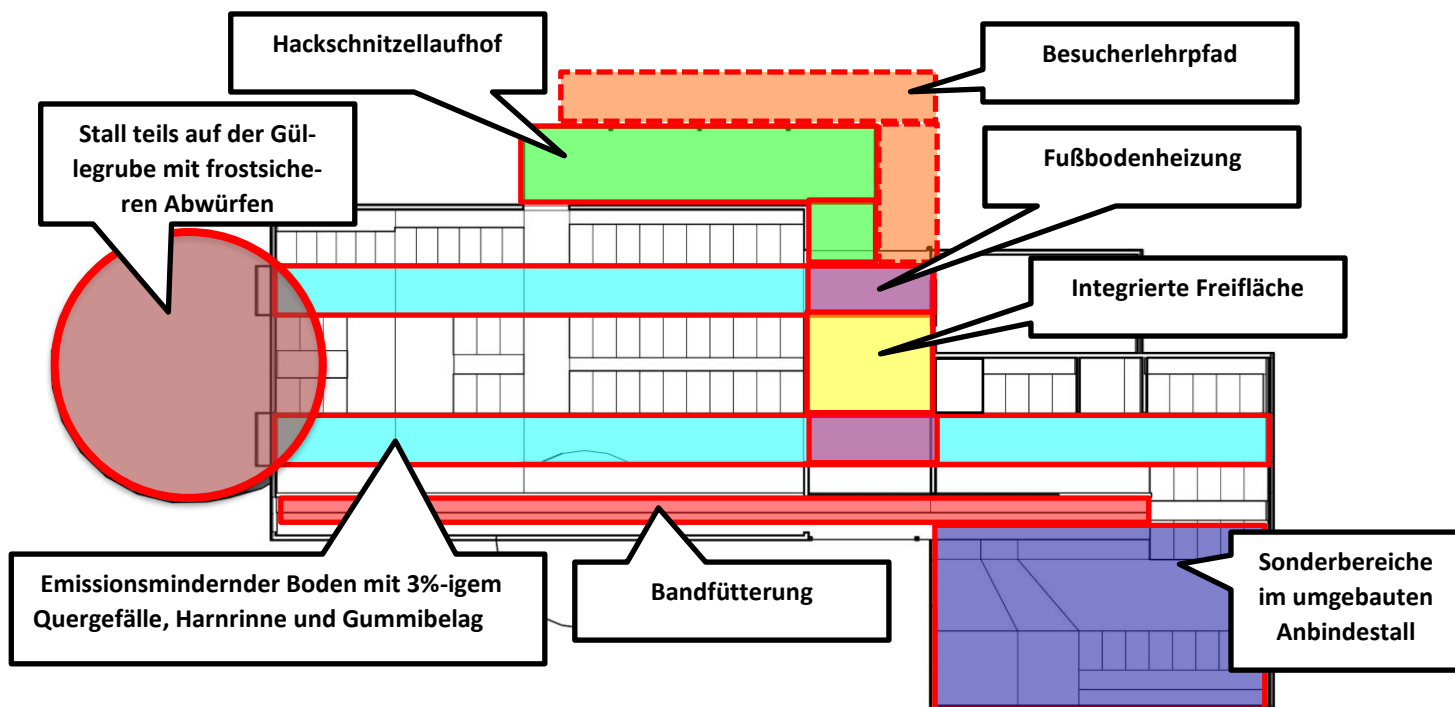 Hackschnitzellaufhof
Besucherlehrpfad
Stall teils auf der Gül-
legrube mit frostsiche-
ren Abwürfen
Fußbodenheizung
Integrierte Freifläche
Emissionsmindernder Boden mit 3%-igem
Quergefälle, Harnrinne und Gummibelag
Bandfütterung
Sonderbereiche
im umgebauten
Anbindestall